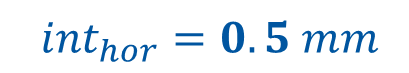 int_hor = 0.5 mm